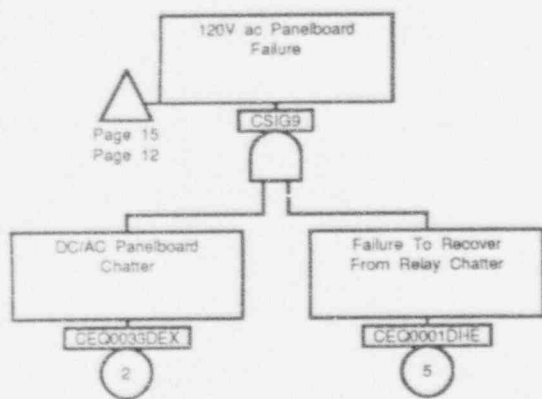 120V ac Panelboard
Failure
Page 15
Page 12
CSIG9
DC/AC Panelboard
Chatter
Failure To Recover
From Relay Chatter
CEQ0033DEX
CEQ0001DHE
2
5